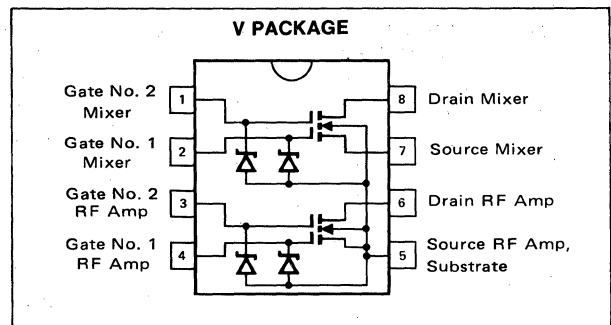 V PACKAGE
Gate No. 2
Mixer
1
8
Drain Mixer
Gate No. 1
Mixer
2
7
Source Mixer
Gate No. 2
RF Amp
3
6
Drain RF Amp
Gate No. 1
RF Amp
4
5
Source RF Amp,
Substrate